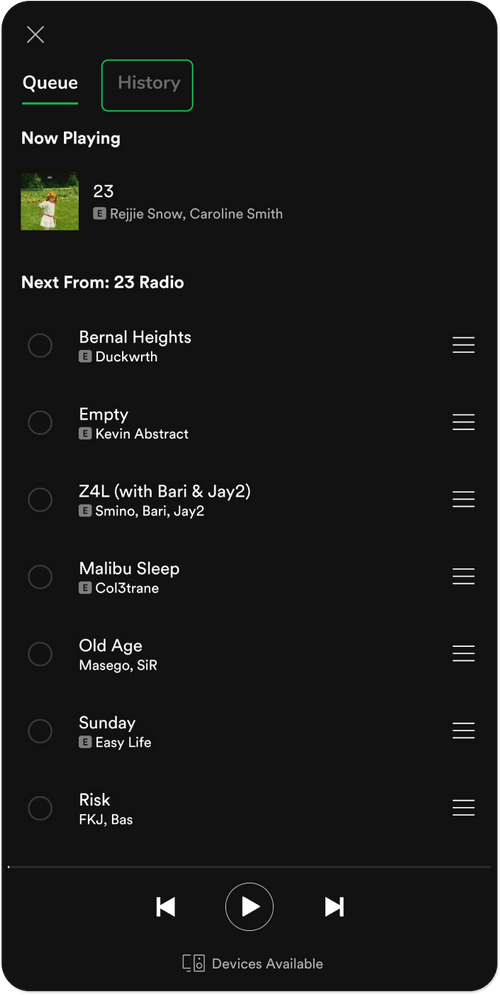 Queue History
Now Playing
23
E Rejjie Snow, Caroline Smith
Next From: 23 Radio
Bernal Heights
E Duckwrth
Empty
E Kevin Abstract
Z4L (with Bari & Jay2)
E Smino, Bari, Jay2
Malibu Sleep
E Col3trane
Old Age
Masego, SiR
Sunday
E Easy Life
Risk
FKJ, Bas
Devices Available